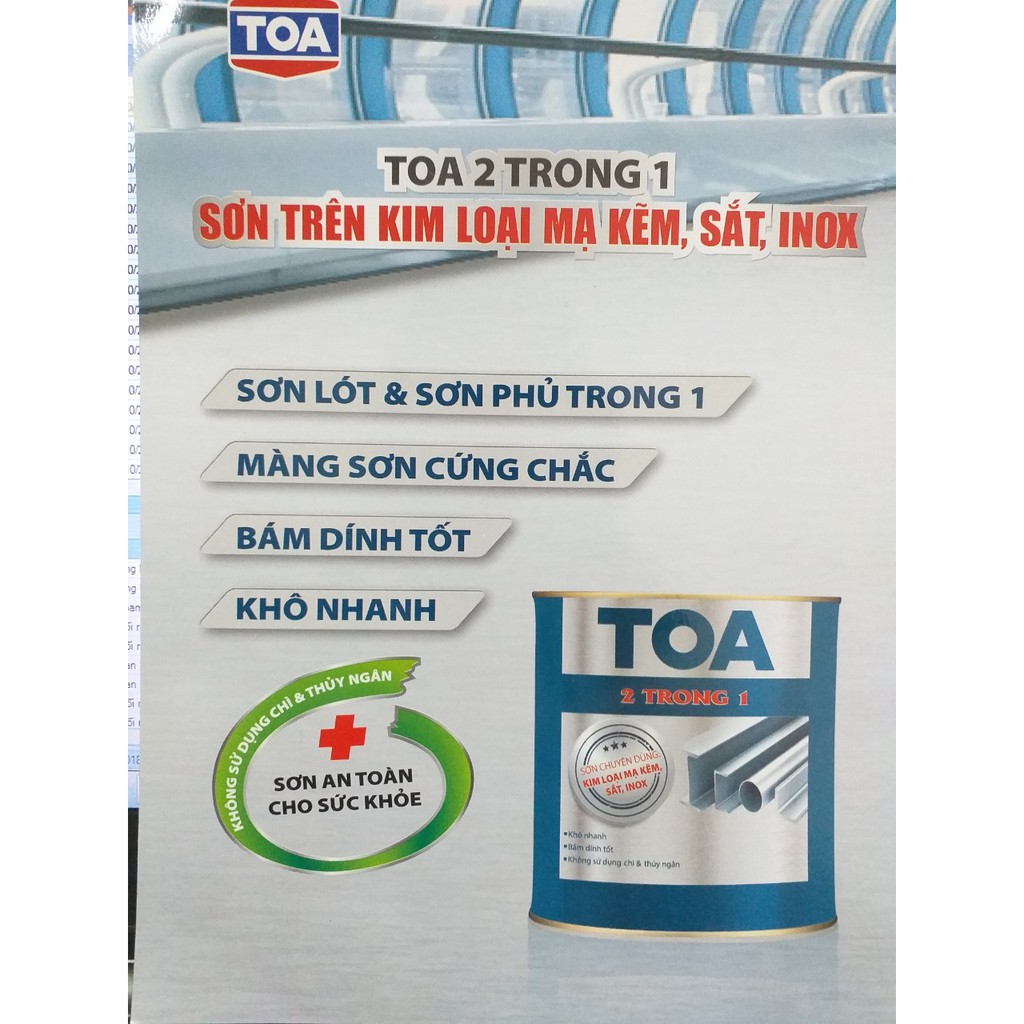 TOA
TOA 2 TRONG 1
SƠN TRÊN KIM LOẠI MẠ KẼM, SẮT, INOX
SƠN LÓT & SƠN PHỦ TRONG 1
MÀNG SƠN CỨNG CHẮC
BÁM DÍNH TỐT
KHÔ NHANH
KHÔNG SỬ DỤNG CHÌ & THỦY NGÂN
SƠN AN TOÀN
CHO SỨC KHỎE
TOA
2 TRONG 1
SƠN CHUYÊN DÙNG:
KIM LOẠI MẠ KẼM,
SẮT, INOX
•Khô nhanh
•Bám dính tốt
•Không sử dụng chì & thủy ngân